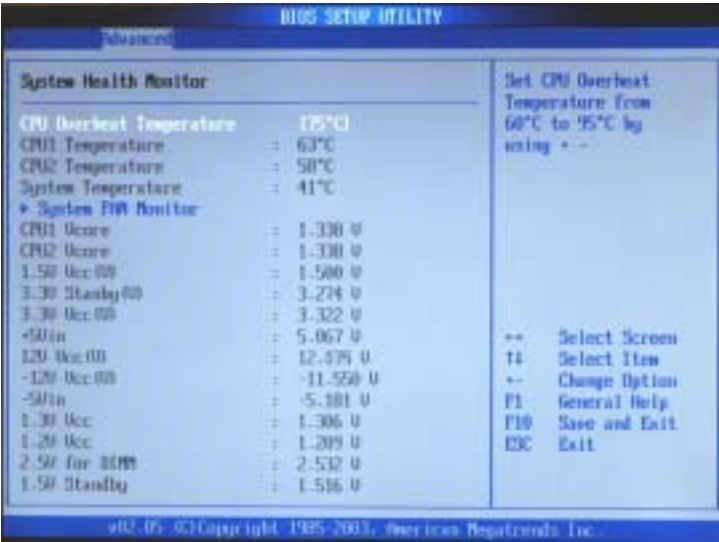 BIOS SETUP UTILITY
Advanced
System Health Monitor
CPU Overheat Temperature [75°C]
CPU1 Temperature : 63°C
CPU2 Temperature : 58°C
System Temperature : 41°C
System FAN Monitor
CPU1 Vcore : 1.338 V
CPU2 Vcore : 1.338 V
1.5V Vcc(V) : 1.500 V
3.3V Stanby(V) : 3.274 V
3.3V Vcc(V) : 3.322 V
+5Vin : 5.067 V
12V Vcc(V) : V
-12V Vcc(V) : -11.550 V
-5Vin : -5.181 V
1.3V Vcc : 1.306 V
1.2V Vcc : 1.209 V
2.5V for DIMM : 2.532 V
1.5V Standby : 1.516 V
Set CPU Overheat
Temperature from
60°C to 95°C by
using + -
↔ Select Screen
↑↓ Select Item
+- Change Option
F1 General Help
F10 Save and Exit
ESC Exit
v02.05 (C)Copyright 1985-2003, American Megatrends Inc.